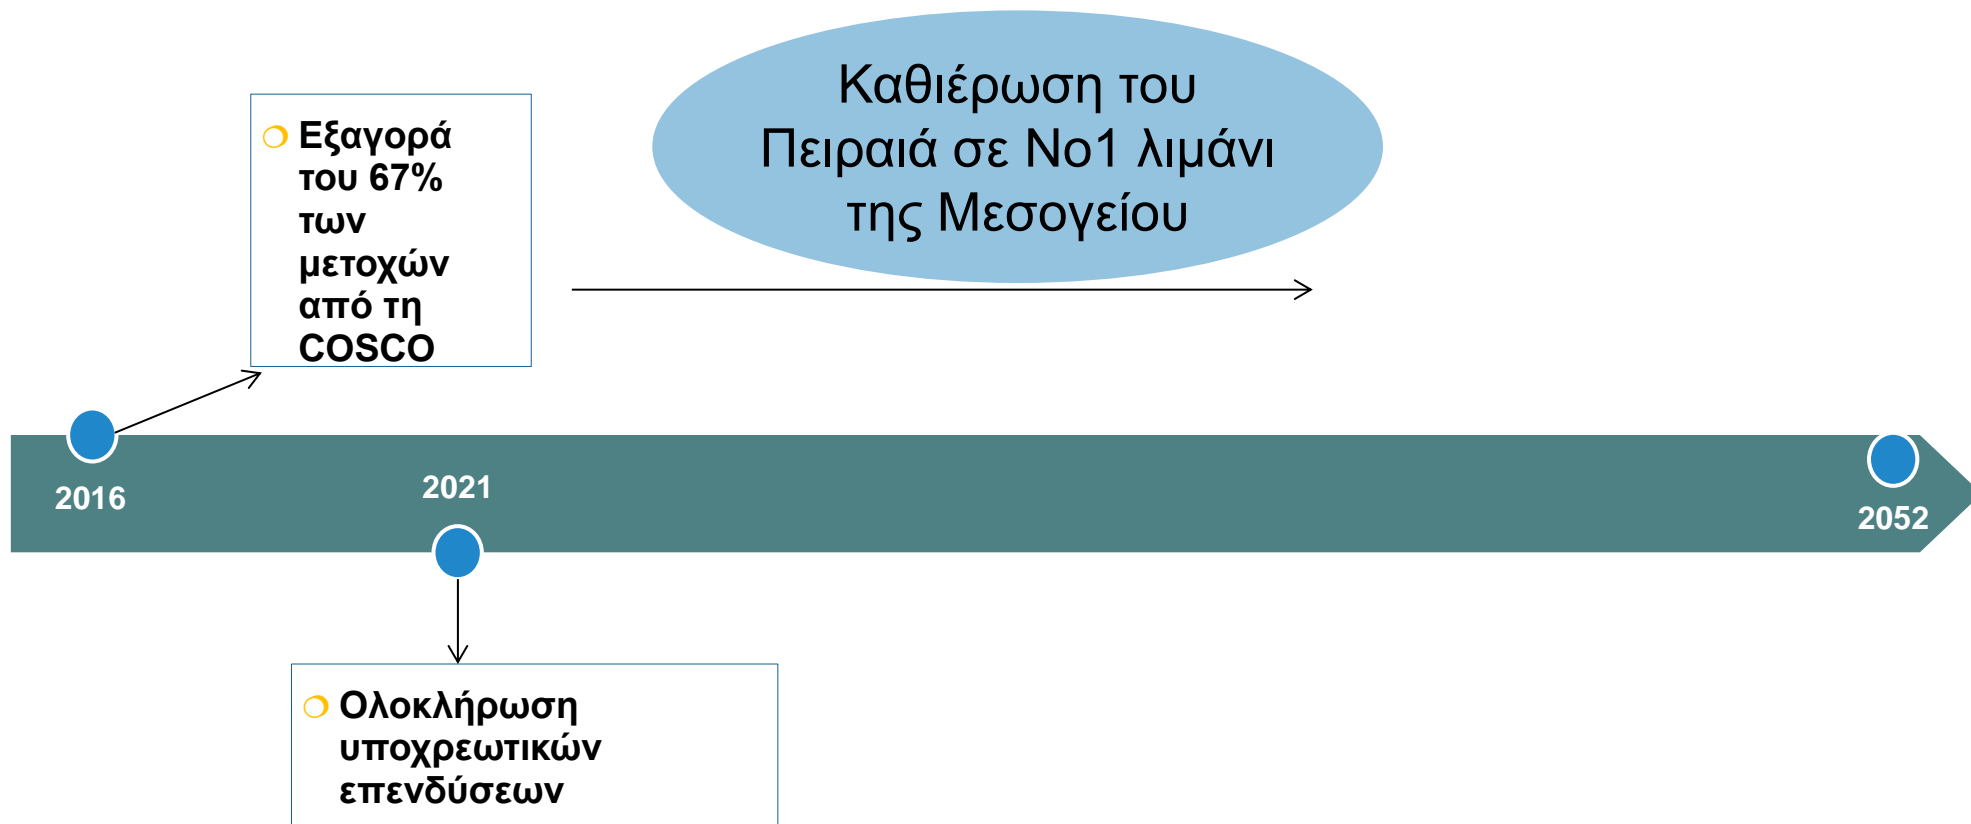 Καθιέρωση του
Πειραιά σε Νο1 λιμάνι
της Μεσογείου
Εξαγορά
του 67%
των
μετοχών
από τη
COSCO
2016
2021
2052
Ολοκλήρωση
υποχρεωτικών
επενδύσεων